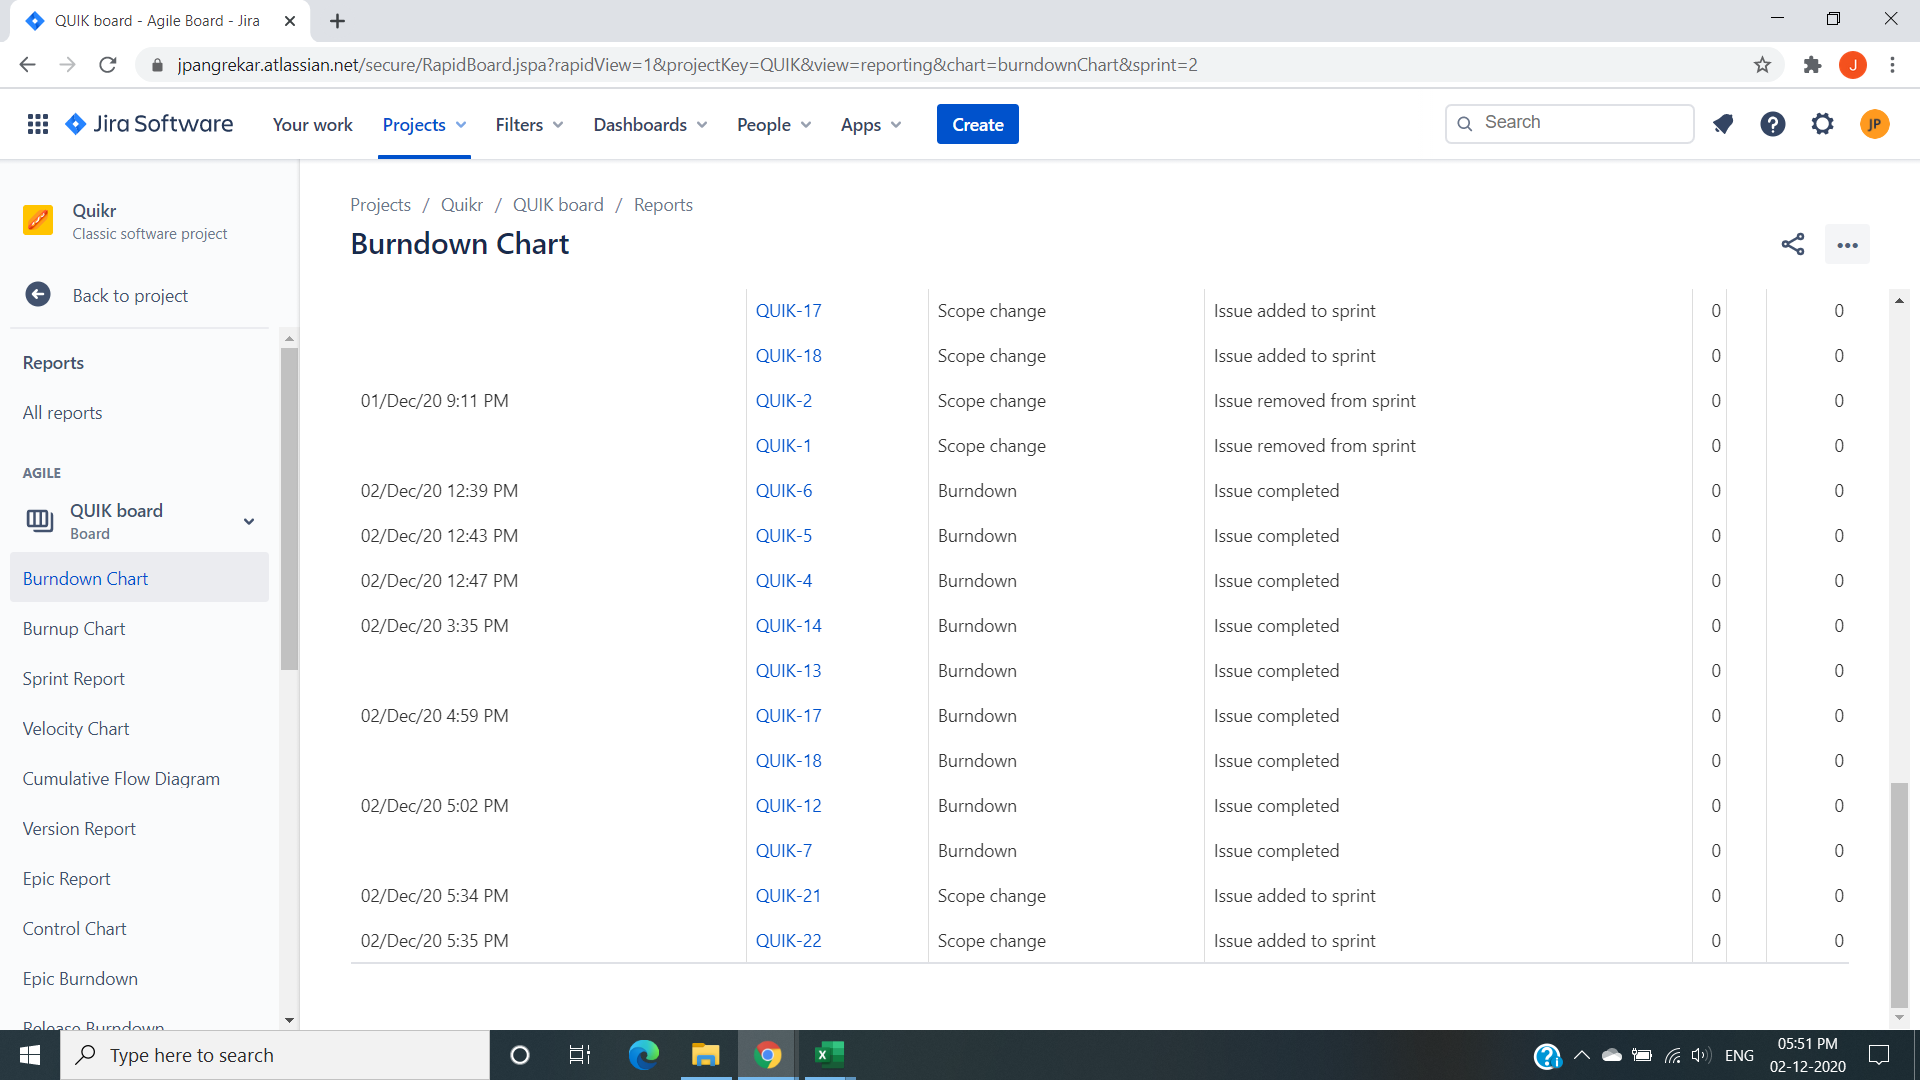 QUIK board - Agile Board - Jira
jpangrekar.atlassian.net/secure/RapidBoard.jspa?rapidView=1&projectKey=QUIK&view=reporting&chart=burndownChart&sprint=2
J
Jira Software
Your work
Projects
Filters
Dashboards
People
Apps
Create
Search
JP
Quikr
Classic software project
Back to project
Reports
All reports
AGILE
QUIK board
Board
Burndown Chart
Burnup Chart
Sprint Report
Velocity Chart
Cumulative Flow Diagram
Version Report
Epic Report
Control Chart
Epic Burndown
Release Burndown
Projects / Quikr / QUIK board / Reports
Burndown Chart
QUIK-17 Scope change Issue added to sprint 0 0
QUIK-18 Scope change Issue added to sprint 0 0
01/Dec/20 9:11 PM QUIK-2 Scope change Issue removed from sprint 0 0
QUIK-1 Scope change Issue removed from sprint 0 0
02/Dec/20 12:39 PM QUIK-6 Burndown Issue completed 0 0
02/Dec/20 12:43 PM QUIK-5 Burndown Issue completed 0 0
02/Dec/20 12:47 PM QUIK-4 Burndown Issue completed 0 0
02/Dec/20 3:35 PM QUIK-14 Burndown Issue completed 0 0
QUIK-13 Burndown Issue completed 0 0
02/Dec/20 4:59 PM QUIK-17 Burndown Issue completed 0 0
QUIK-18 Burndown Issue completed 0 0
02/Dec/20 5:02 PM QUIK-12 Burndown Issue completed 0 0
QUIK-7 Burndown Issue completed 0 0
02/Dec/20 5:34 PM QUIK-21 Scope change Issue added to sprint 0 0
02/Dec/20 5:35 PM QUIK-22 Scope change Issue added to sprint 0 0
Type here to search
ENG
05:51 PM
02-12-2020